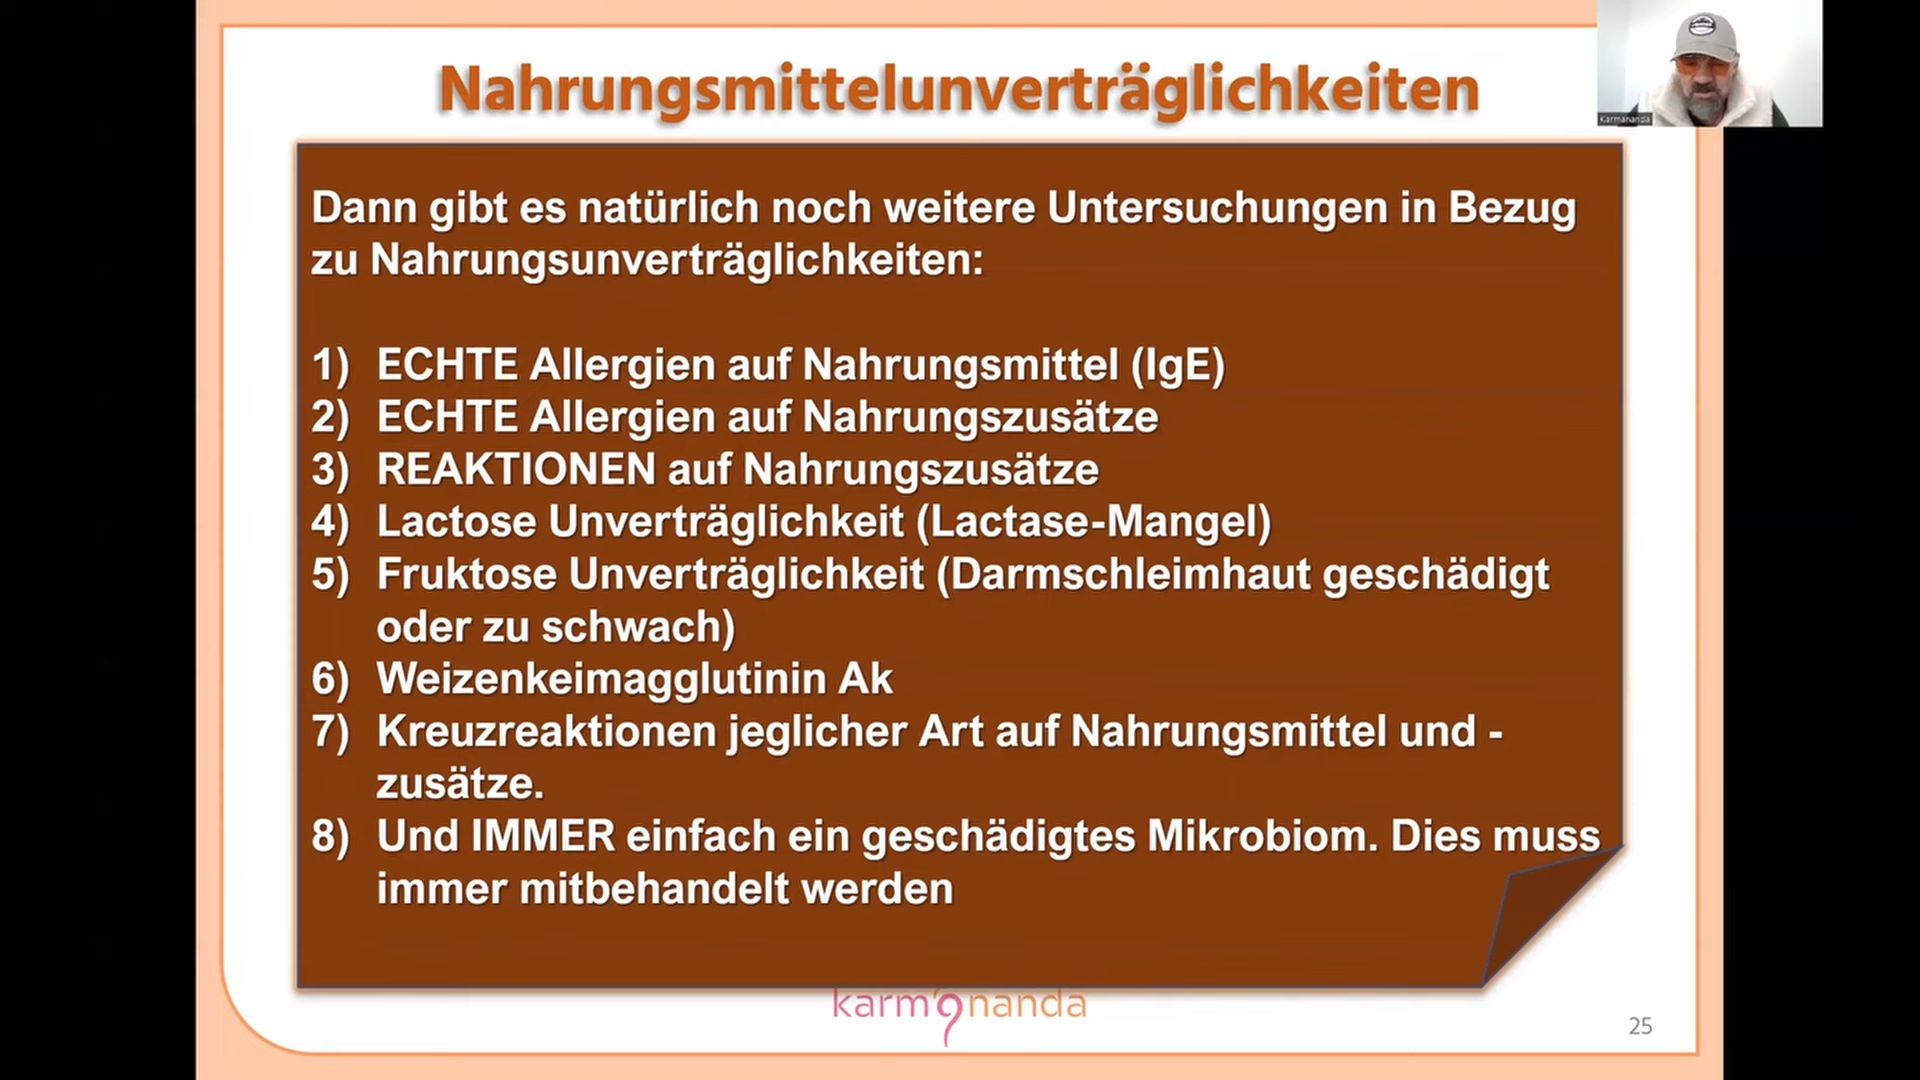 Nahrungsmittelunverträglichkeiten
Karmananda
Dann gibt es natürlich noch weitere Untersuchungen in Bezug
zu Nahrungsunverträglichkeiten:
1) ECHTE Allergien auf Nahrungsmittel (IgE)
2) ECHTE Allergien auf Nahrungszusätze
3) REAKTIONEN auf Nahrungszusätze
4) Lactose Unverträglichkeit (Lactase-Mangel)
5) Fruktose Unverträglichkeit (Darmschleimhaut geschädigt
oder zu schwach)
6) Weizenkeimagglutinin Ak
7) Kreuzreaktionen jeglicher Art auf Nahrungsmittel und -
zusätze.
8) Und IMMER einfach ein geschädigtes Mikrobiom. Dies muss
immer mitbehandelt werden
karmananda
25